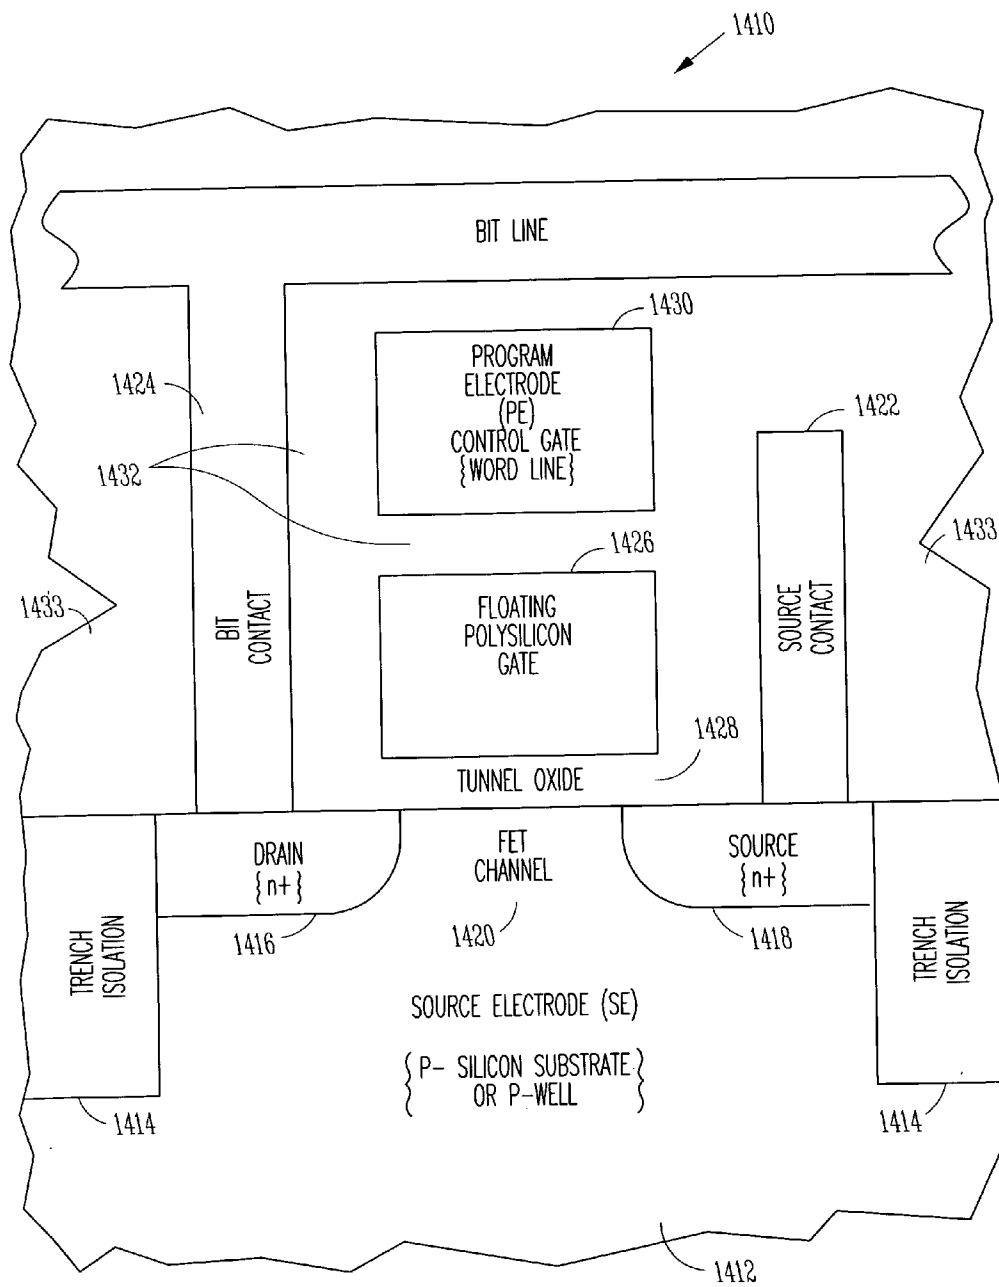 1410
BIT LINE
1430
PROGRAM
ELECTRODE
(PE)
CONTROL GATE
{WORD LINE}
1424
1422
1432
1426
1433
1433
FLOATING
POLYSILICON
GATE
BIT
CONTACT
SOURCE
CONTACT
1428
TUNNEL OXIDE
DRAIN
{n+}
FET
CHANNEL
SOURCE
{n+}
1416
1420
1418
TRENCH
ISOLATION
TRENCH
ISOLATION
SOURCE ELECTRODE (SE)
{P- SILICON SUBSTRATE
OR P-WELL}
1414
1414
1412